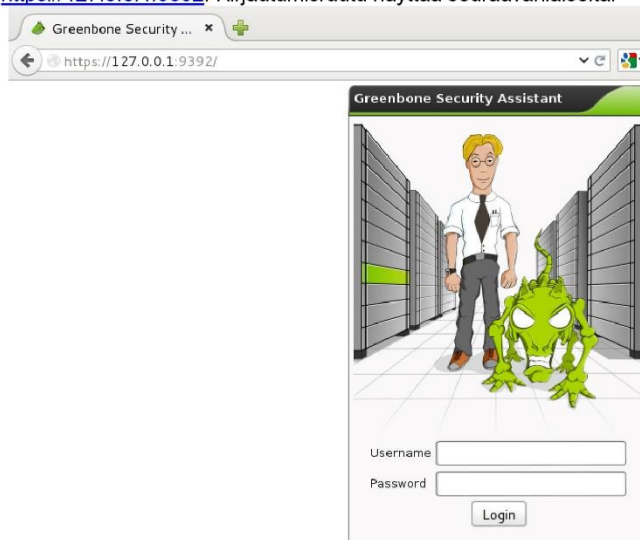 Greenbone Security ...
https://127.0.0.1:9392/
Greenbone Security Assistant
Username
Password
Login